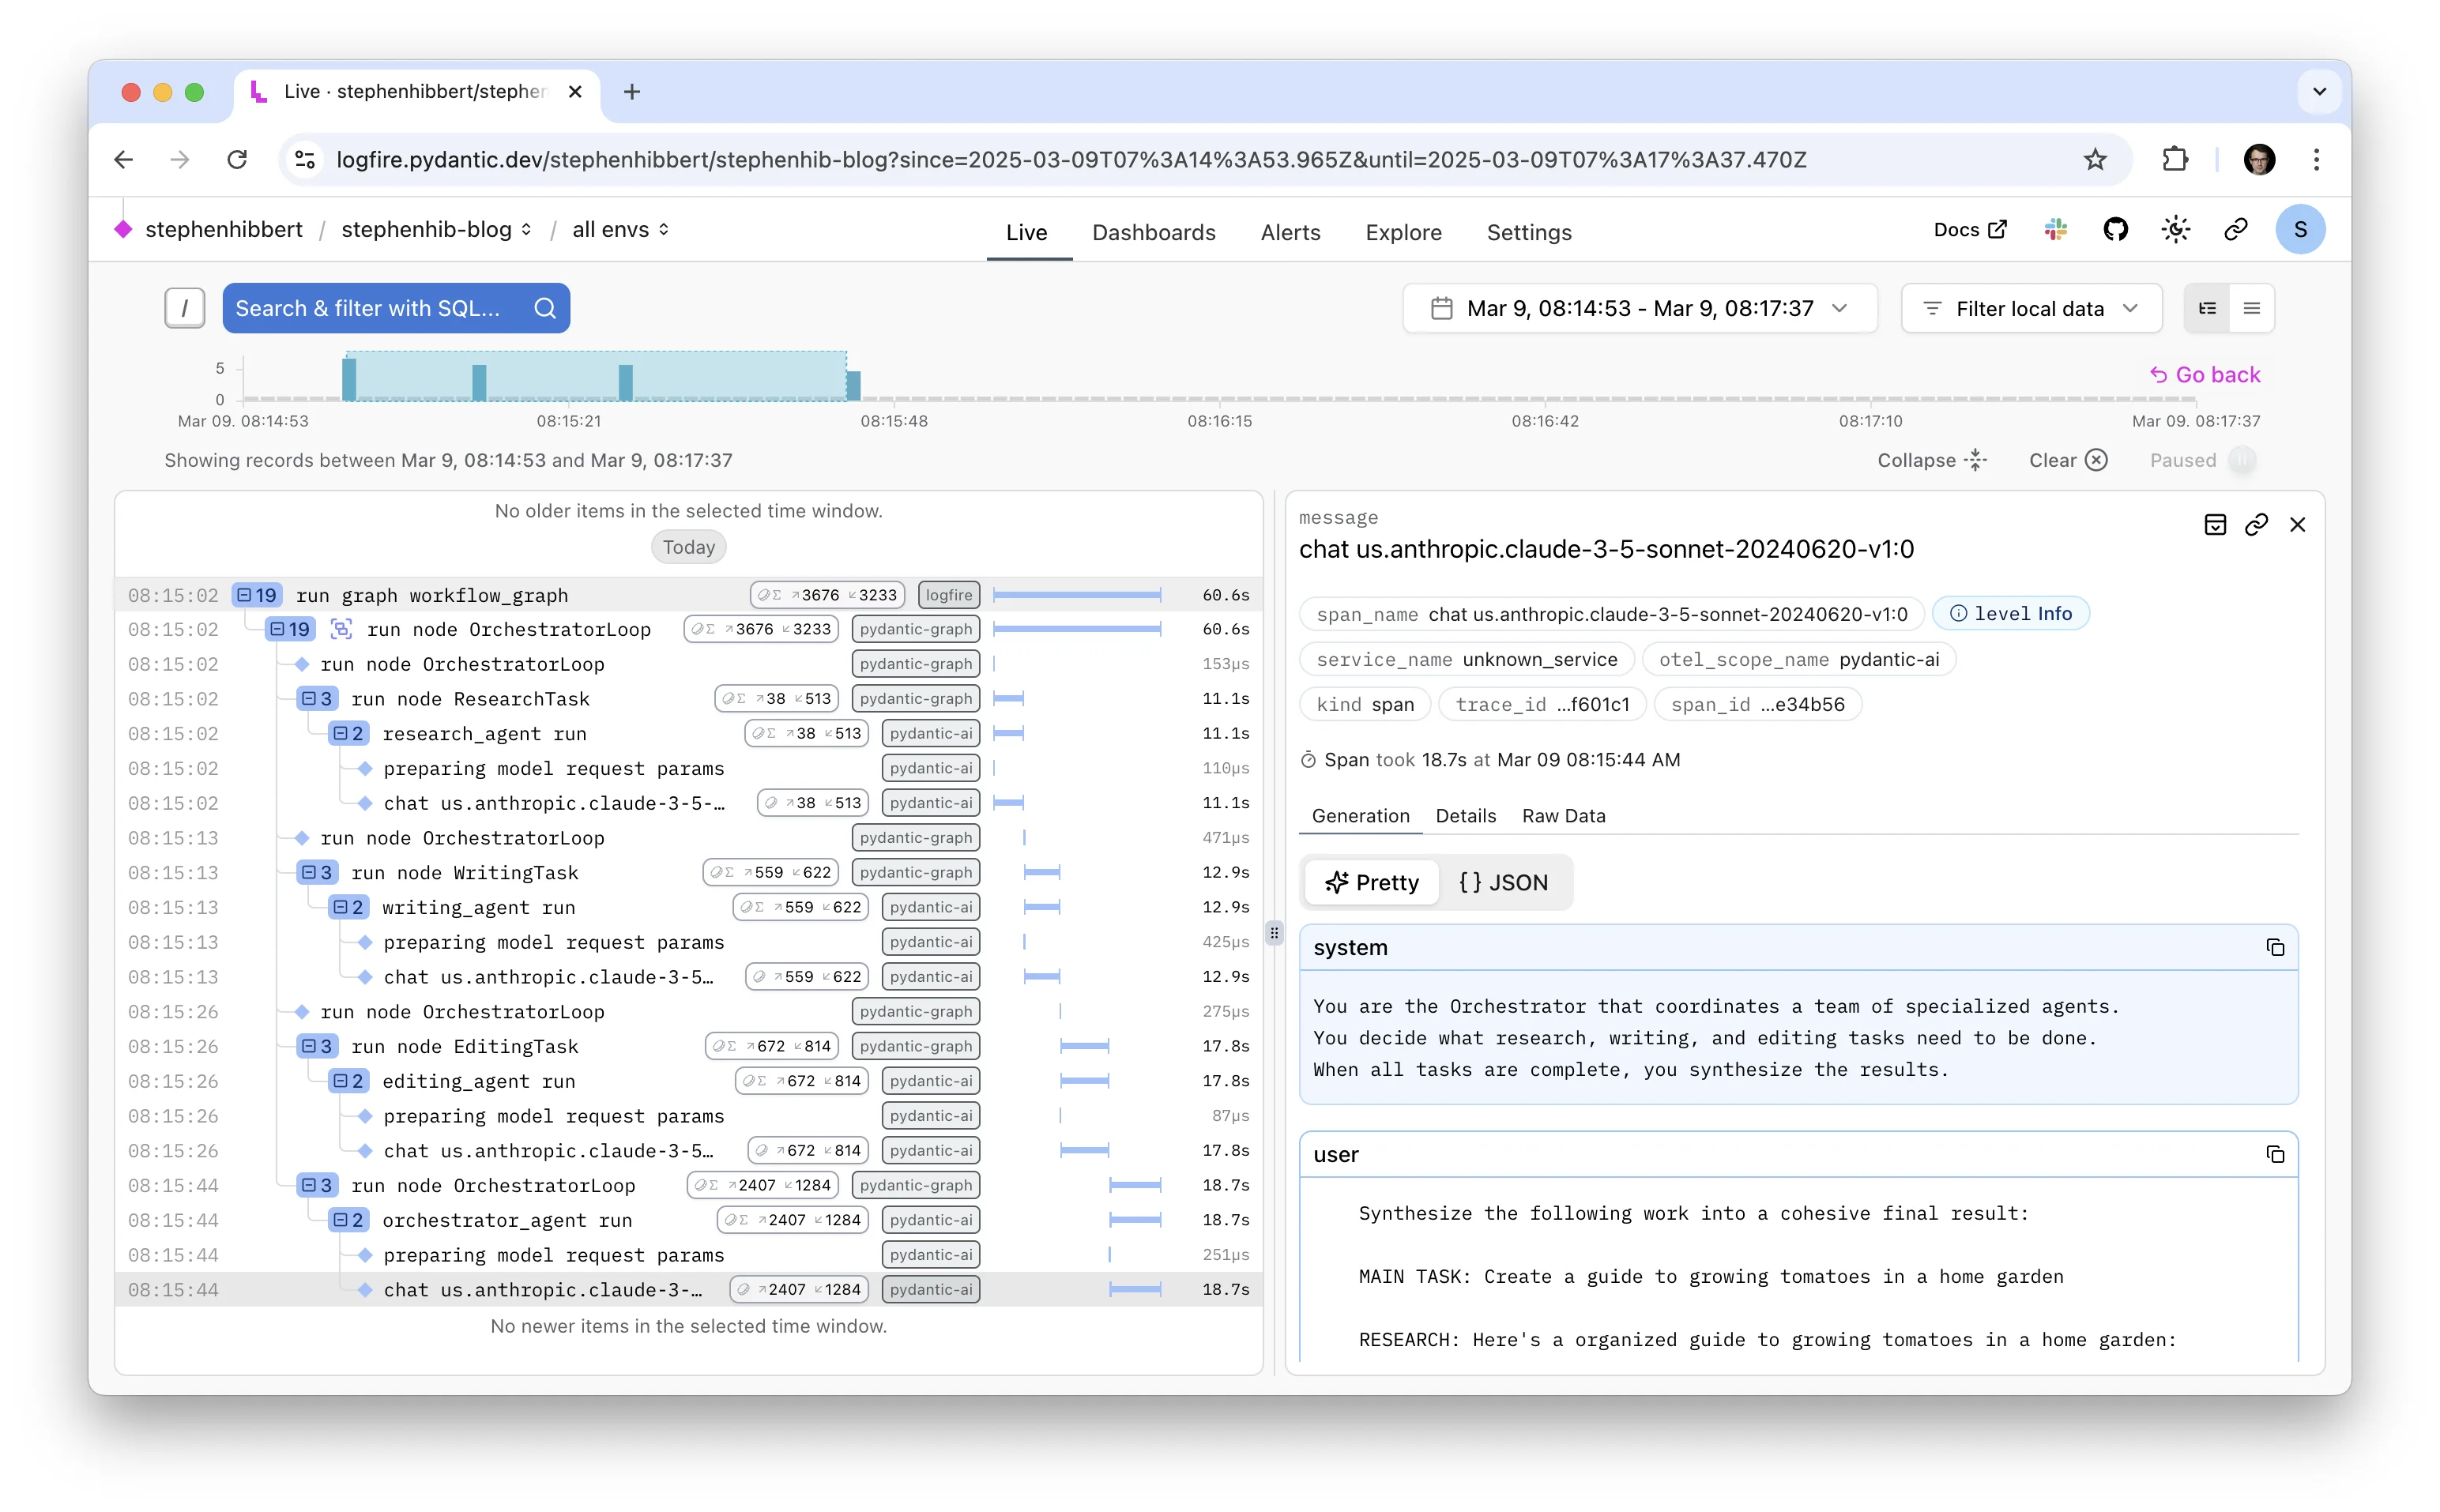 Live · stephenhibbert/stephen
logfire.pydantic.dev/stephenhibbert/stephenhib-blog?since=2025-03-09T07%3A14%3A53.965Z&until=2025-03-09T07%3A17%3A37.470Z
stephenhibbert / stephenhib-blog / all envs
Live Dashboards Alerts Explore Settings
Docs S
/ Search & filter with SQL...
Mar 9, 08:14:53 - Mar 9, 08:17:37
Filter local data
5
0
Go back
Mar 09. 08:14:53 08:15:21 08:15:48 08:16:15 08:16:42 08:17:10 Mar 09. 08:17:37
Showing records between Mar 9, 08:14:53 and Mar 9, 08:17:37
Collapse Clear Paused
No older items in the selected time window.
Today
08:15:02 19 run graph workflow_graph Σ 3676 3233 logfire 60.6s
08:15:02 19 run node OrchestratorLoop Σ 3676 3233 pydantic-graph 60.6s
08:15:02 run node OrchestratorLoop pydantic-graph 153µs
08:15:02 3 run node ResearchTask Σ 38 513 pydantic-graph 11.1s
08:15:02 2 research_agent run Σ 38 513 pydantic-ai 11.1s
08:15:02 preparing model request params pydantic-ai 110µs
08:15:02 chat us.anthropic.claude-3-5-… 38 513 pydantic-ai 11.1s
08:15:13 run node OrchestratorLoop pydantic-graph 471µs
08:15:13 3 run node WritingTask Σ 559 622 pydantic-graph 12.9s
08:15:13 2 writing_agent run Σ 559 622 pydantic-ai 12.9s
08:15:13 preparing model request params pydantic-ai 425µs
08:15:13 chat us.anthropic.claude-3-5… 559 622 pydantic-ai 12.9s
08:15:26 run node OrchestratorLoop pydantic-graph 275µs
08:15:26 3 run node EditingTask Σ 672 814 pydantic-graph 17.8s
08:15:26 2 editing_agent run Σ 672 814 pydantic-ai 17.8s
08:15:26 preparing model request params pydantic-ai 87µs
08:15:26 chat us.anthropic.claude-3-5… 672 814 pydantic-ai 17.8s
08:15:44 3 run node OrchestratorLoop Σ 2407 1284 pydantic-graph 18.7s
08:15:44 2 orchestrator_agent run Σ 2407 1284 pydantic-ai 18.7s
08:15:44 preparing model request params pydantic-ai 251µs
08:15:44 chat us.anthropic.claude-3-… 2407 1284 pydantic-ai 18.7s
No newer items in the selected time window.
message
chat us.anthropic.claude-3-5-sonnet-20240620-v1:0
span_name chat us.anthropic.claude-3-5-sonnet-20240620-v1:0 level Info
service_name unknown_service otel_scope_name pydantic-ai
kind span trace_id ...f601c1 span_id ...e34b56
Span took 18.7s at Mar 09 08:15:44 AM
Generation Details Raw Data
Pretty {} JSON
system
You are the Orchestrator that coordinates a team of specialized agents.
You decide what research, writing, and editing tasks need to be done.
When all tasks are complete, you synthesize the results.
user
Synthesize the following work into a cohesive final result:
MAIN TASK: Create a guide to growing tomatoes in a home garden
RESEARCH: Here's a organized guide to growing tomatoes in a home garden: